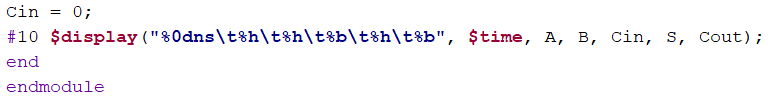 Cin = 0;
#10 $display("%0dns\t%h\t%h\t%b\t%h\t%b", $time, A, B, Cin, S, Cout);
end
endmodule